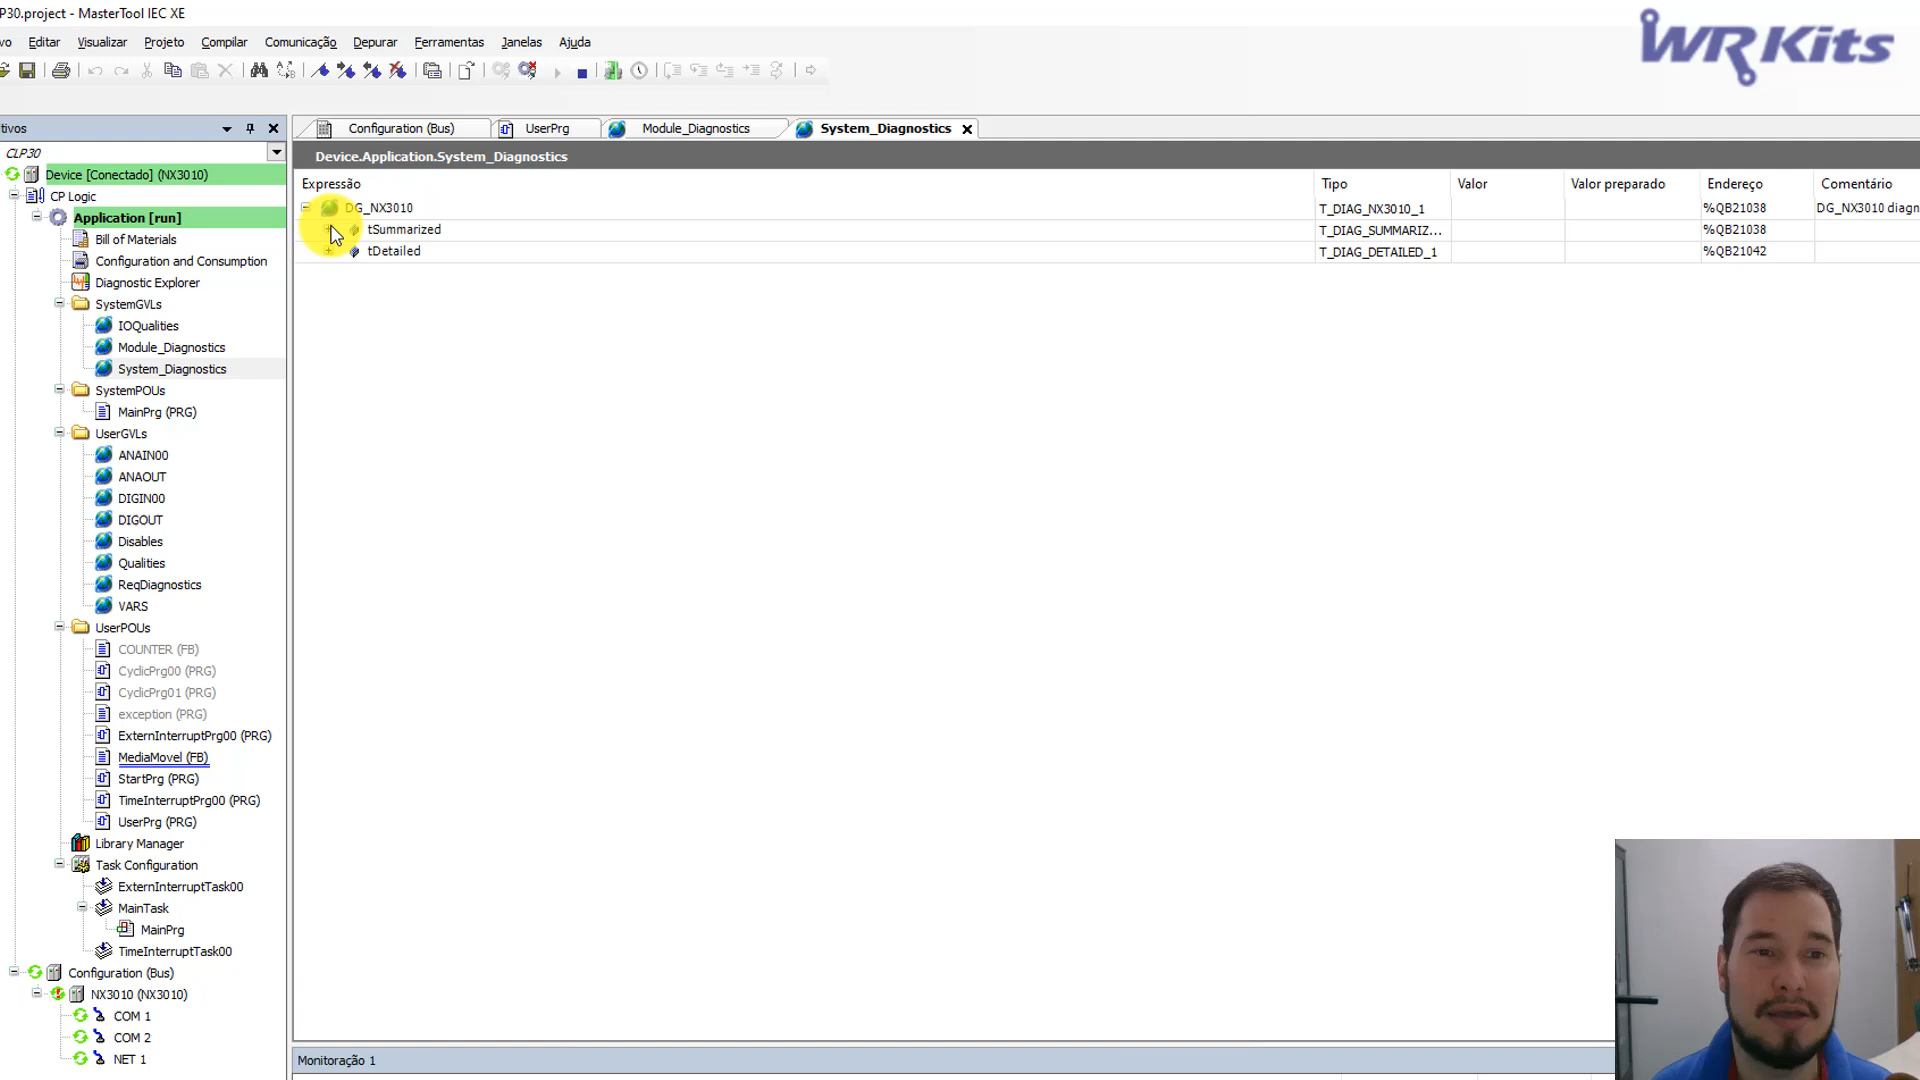 P30.project - MasterTool IEC XE
vo Editar Visualizar Projeto Compilar Comunicação Depurar Ferramentas Janelas Ajuda
WR Kits
tivos
Configuration (Bus) UserPrg Module_Diagnostics System_Diagnostics
CLP30
Device.Application.System_Diagnostics
Device [Conectado] (NX3010)
CP Logic
Application [run]
Bill of Materials
Configuration and Consumption
Diagnostic Explorer
SystemGVLs
IOQualities
Module_Diagnostics
System_Diagnostics
SystemPOUs
MainPrg (PRG)
UserGVLs
ANAIN00
ANAOUT
DIGIN00
DIGOUT
Disables
Qualities
ReqDiagnostics
VARS
UserPOUs
COUNTER (FB)
CyclicPrg00 (PRG)
CyclicPrg01 (PRG)
exception (PRG)
ExternInterruptPrg00 (PRG)
MediaMovel (FB)
StartPrg (PRG)
TimeInterruptPrg00 (PRG)
UserPrg (PRG)
Library Manager
Task Configuration
ExternInterruptTask00
MainTask
MainPrg
TimeInterruptTask00
Configuration (Bus)
NX3010 (NX3010)
COM 1
COM 2
NET 1
Expressão Tipo Valor Valor preparado Endereço Comentário
DG_NX3010 T_DIAG_NX3010_1 %QB21038 DG_NX3010 diagn
tSummarized T_DIAG_SUMMARIZ... %QB21038
tDetailed T_DIAG_DETAILED_1 %QB21042
Monitoração 1